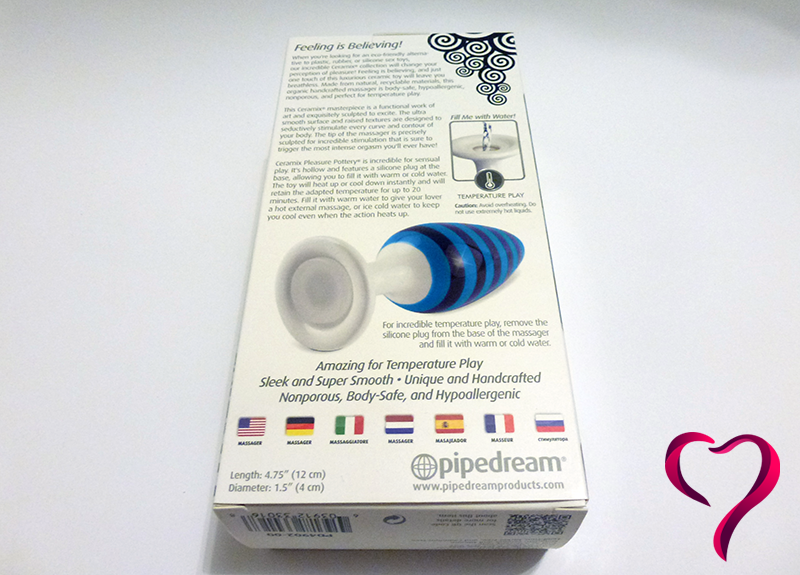 Feeling is Believing!
When you're looking for an eco-friendly alterna-
tive to plastic, rubber, or silicone sex toys,
our incredible Ceramix® collection will change your
perception of pleasure! Feeling is believing, and just
one touch of this luxurious Ceramic toy will leave you
breathless. Made from natural, recyclable materials, this
organic handcrafted massager is body-safe, hypoallergenic,
nonporous, and perfect for temperature play.
This Ceramix® masterpiece is a functional work of
art and exquisitely sculpted to excite. The ultra
smooth surface and raised textures are designed to
seductively stimulate every curve and contour of
your body. The tip of the massager is precisely
sculpted for incredible stimulation that is sure to
trigger the most intense orgasm you'll ever have!
Ceramix Pleasure Pottery® is incredible for sensual
play. It's hollow and features a silicone plug at the
base, allowing you to fill it with warm or cold water.
The toy will heat up or cool down instantly and will
retain the adapted temperature for up to 20
minutes. Fill it with warm water to give your lover
a hot external massage, or ice cold water to keep
you cool even when the action heats up.
Fill Me with Water!
TEMPERATURE PLAY
Caution: Avoid overheating. Do
not use extremely hot liquids.
For incredible temperature play, remove the
silicone plug from the base of the massager
and fill it with warm or cold water.
Amazing for Temperature Play
Sleek and Super Smooth • Unique and Handcrafted
Nonporous, Body-Safe, and Hypoallergenic
MASSAGER MASSAGER MASSAGGIATORE MASSAGER MASAJEADOR MASSEUR СТИМУЛЯТОРИ
Length: 4.75" (12 cm)
Diameter: 1.5" (4 cm)
pipedream®
www.pipedreamproducts.com